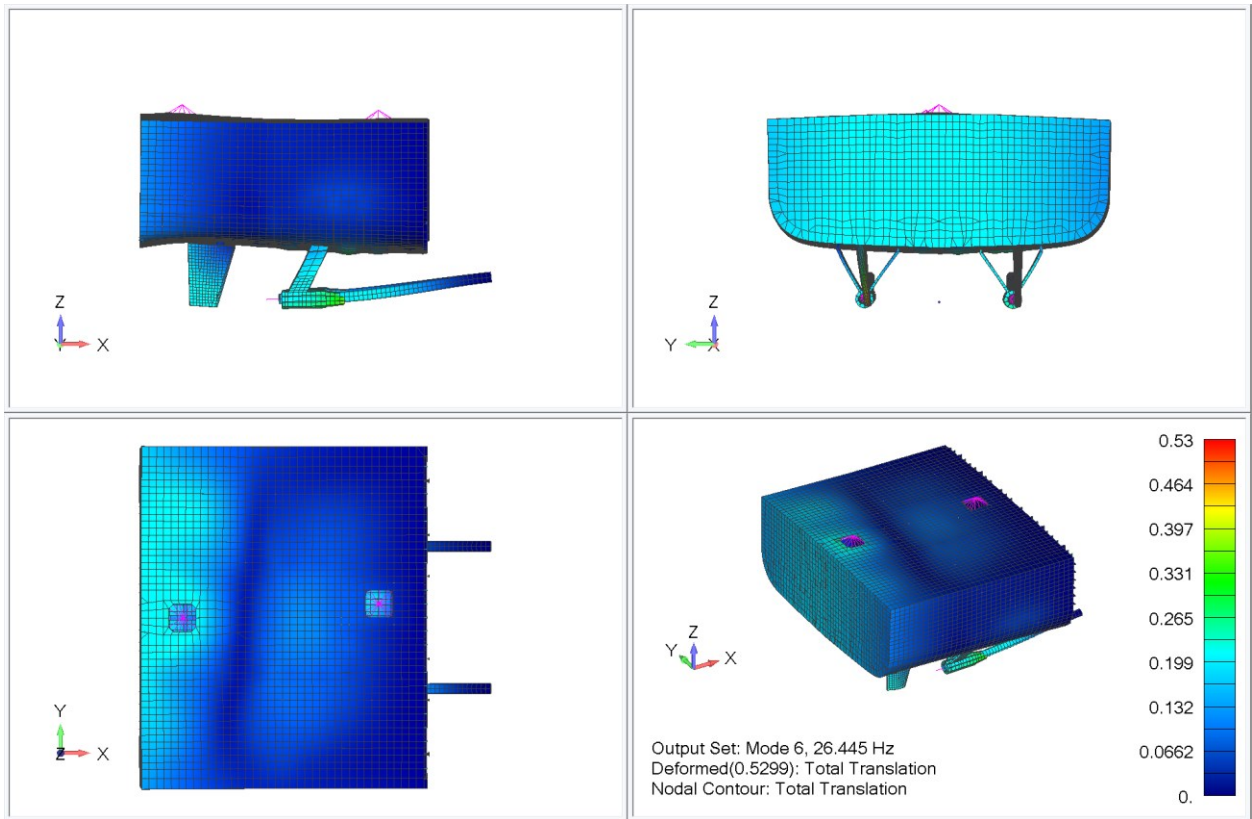 Z
Y
X
Z
Y
X
Y
Z
X
Z
Y
X
0.53
0.464
0.397
0.331
0.265
0.199
0.132
0.0662
0.
Output Set: Mode 6, 26.445 Hz
Deformed(0.5299): Total Translation
Nodal Contour: Total Translation